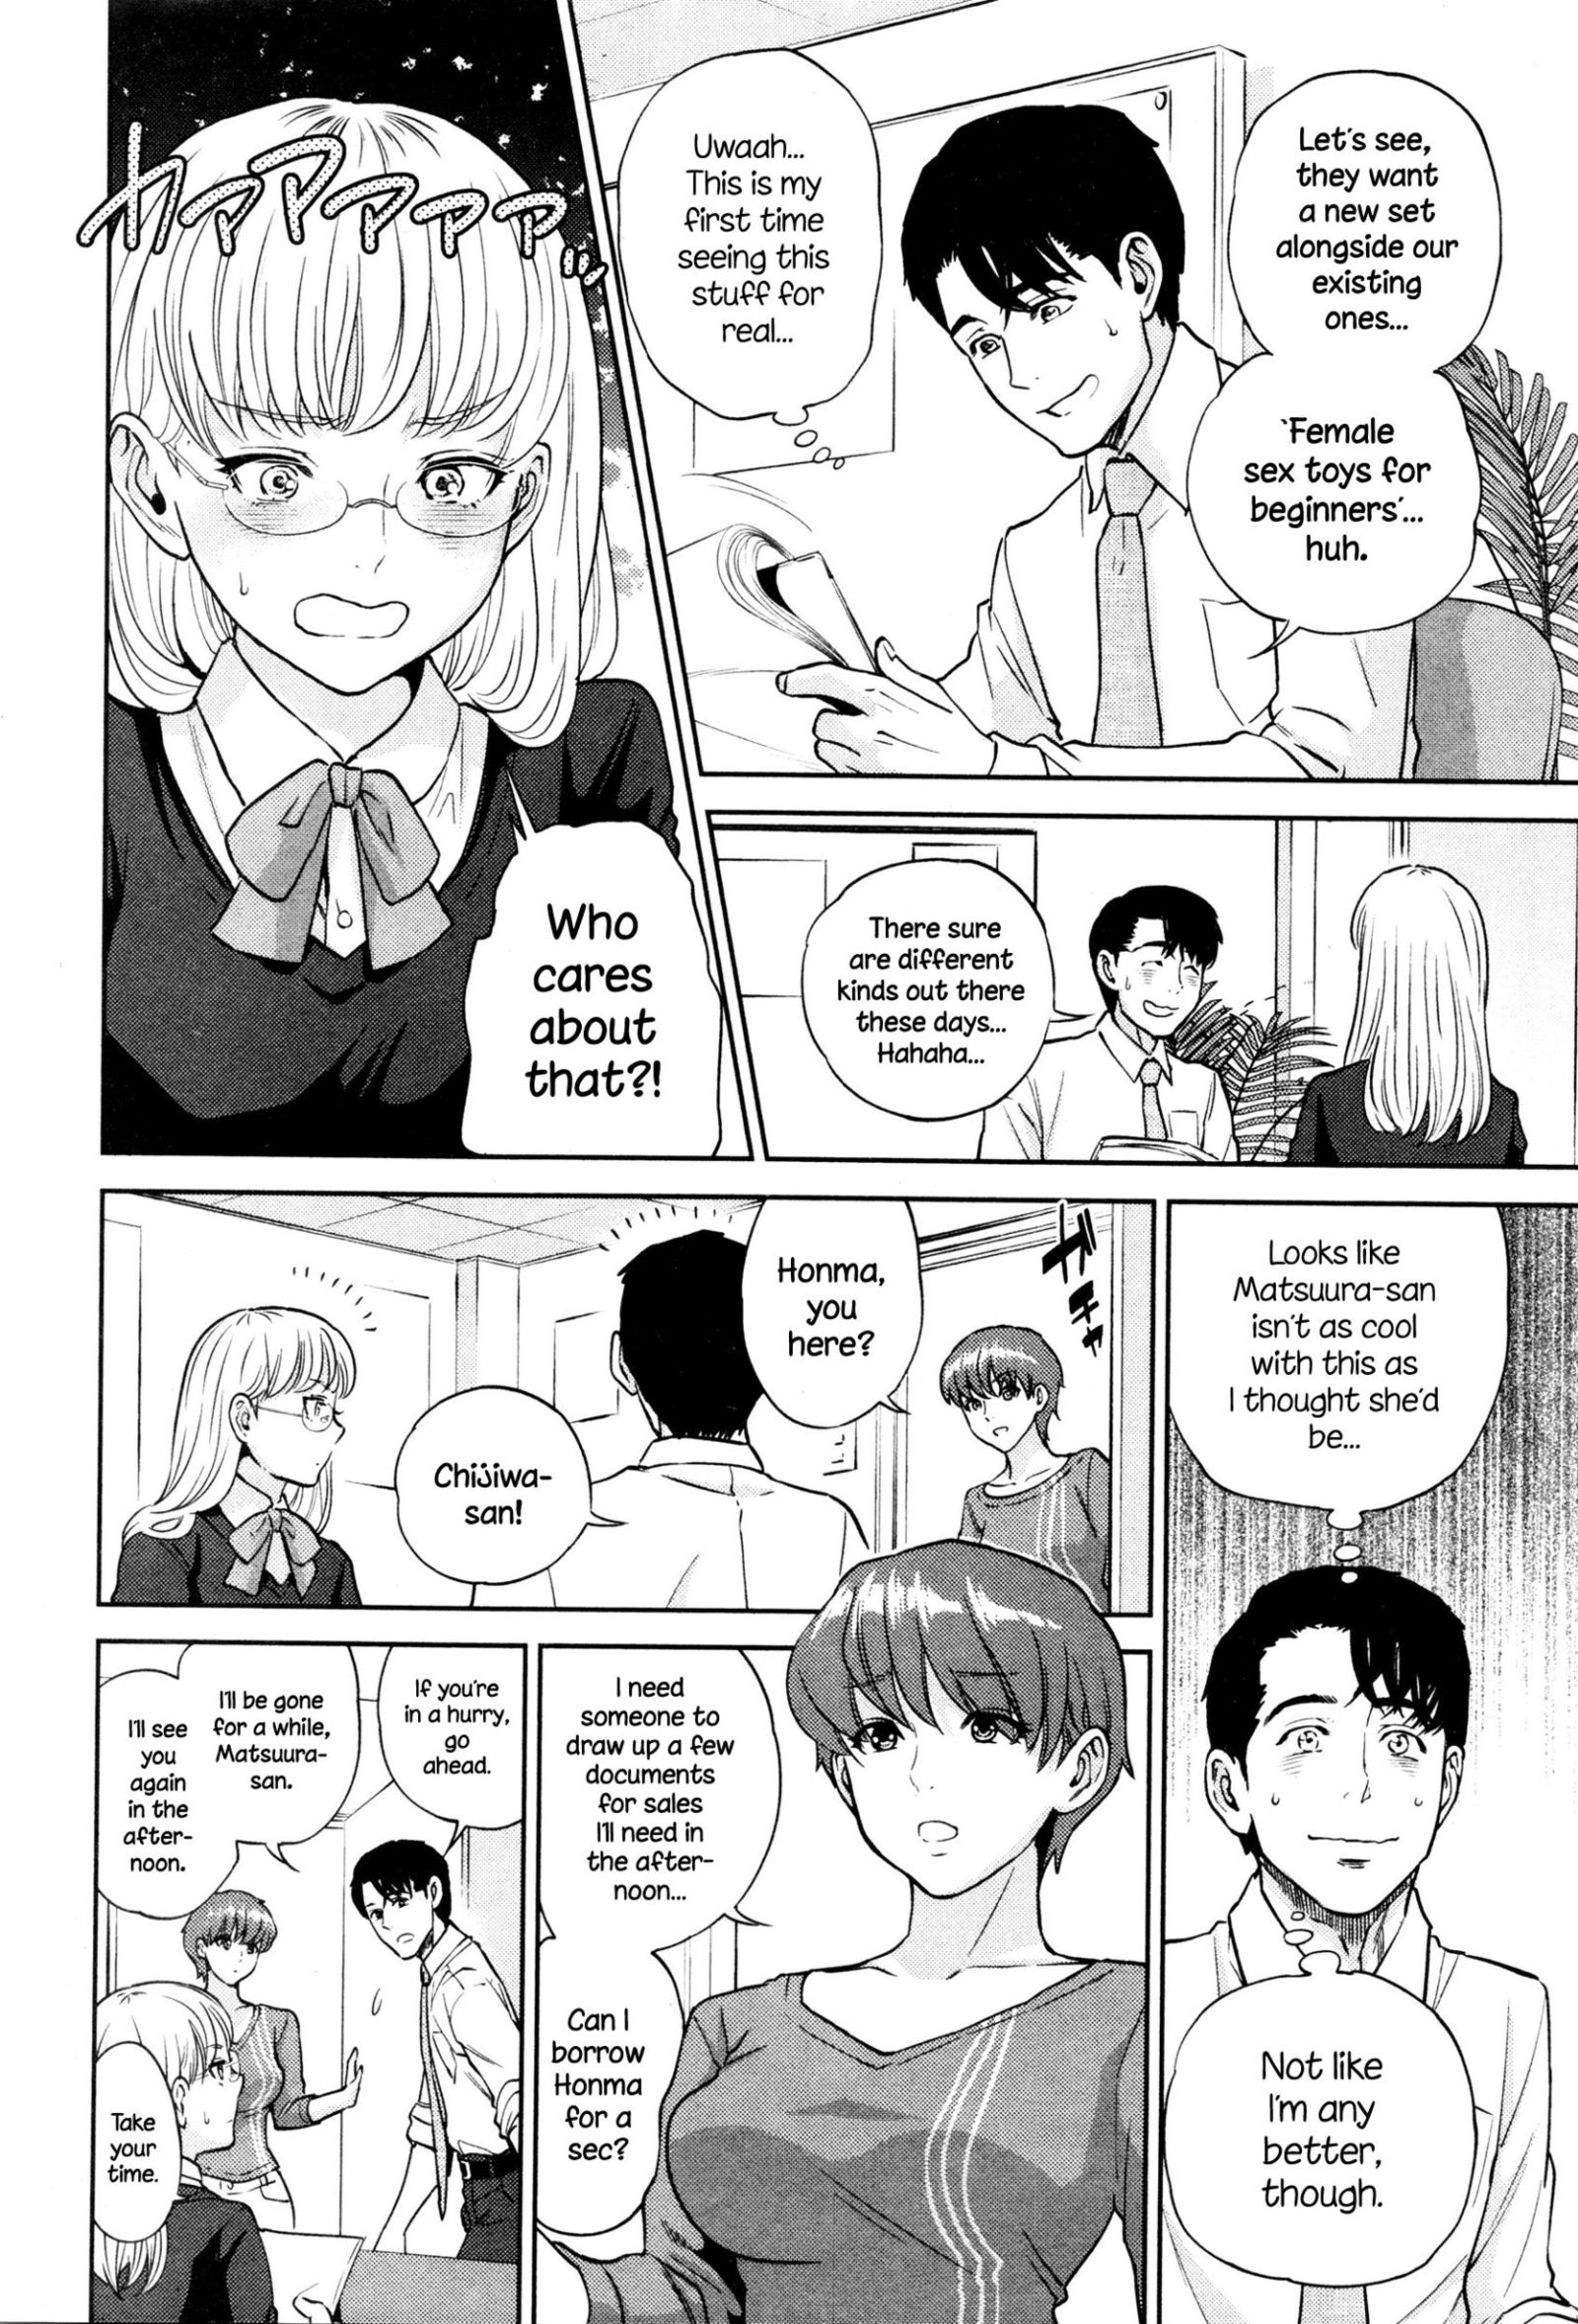 Let's see,
they want
a new set
alongside our
existing
ones...
'Female
sex toys for
beginners'...
huh.
Uwaah...
This is my
first time
seeing this
stuff for
real...
カァァァァァァ...
There sure
are different
kinds out there
these days...
Hahaha...
Who
cares
about
that?!
Looks like
Matsuura-san
isn't as cool
with this as
I thought she'd
be...
Not like
I'm any
better,
though.
ガチャ
Honma,
you
here?
Chijiwa-
san!
I need
someone to
draw up a few
documents
for sales
I'll need in
the after-
noon...
Can I
borrow
Honma
for a
sec?
If you're
in a hurry,
go
ahead.
I'll be gone
for a while,
Matsuura-
san.
I'll see
you
again
in the
after-
noon.
Take
your
time.